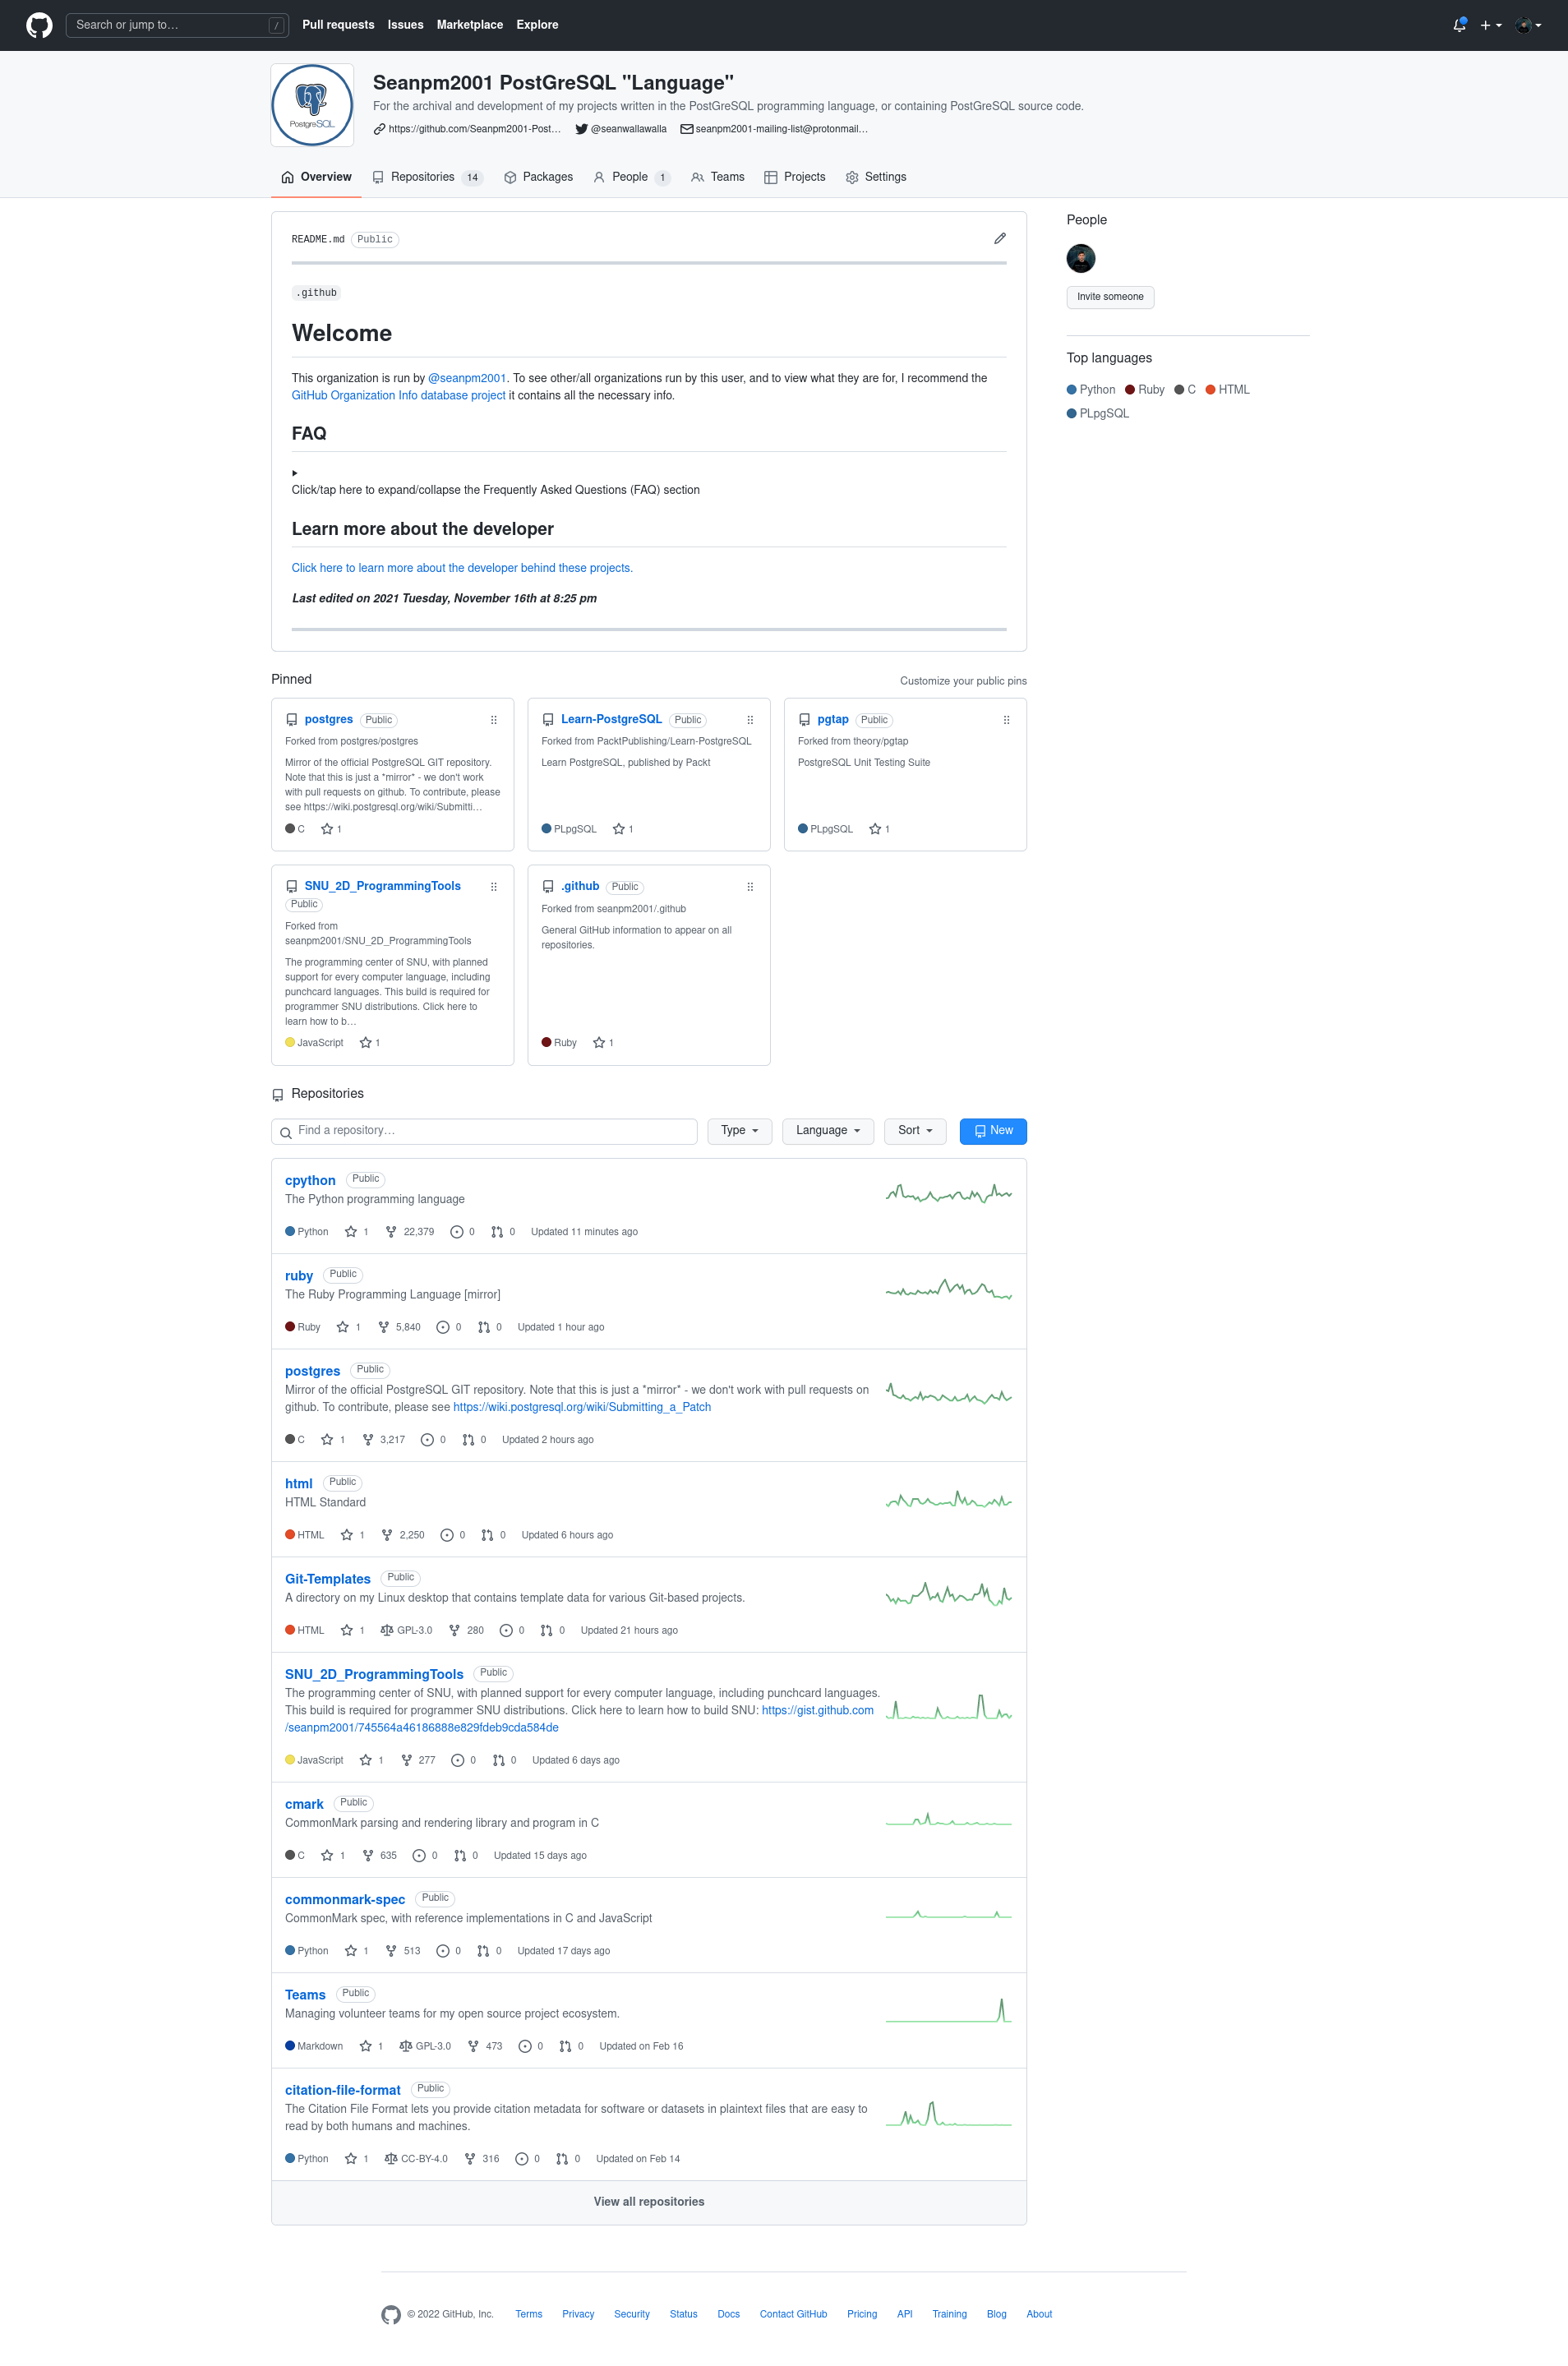 Search or jump to…
/
Pull requests Issues Marketplace Explore
PostgreSQL
Seanpm2001 PostGreSQL "Language"
For the archival and development of my projects written in the PostGreSQL programming language, or containing PostGreSQL source code.
https://github.com/Seanpm2001-Post… @seanwallawalla seanpm2001-mailing-list@protonmail…
Overview Repositories 14 Packages People 1 Teams Projects Settings
README.md Public
.github
Welcome
This organization is run by @seanpm2001. To see other/all organizations run by this user, and to view what they are for, I recommend the
GitHub Organization Info database project it contains all the necessary info.
FAQ
Click/tap here to expand/collapse the Frequently Asked Questions (FAQ) section
Learn more about the developer
Click here to learn more about the developer behind these projects.
Last edited on 2021 Tuesday, November 16th at 8:25 pm
People
Invite someone
Top languages
Python Ruby C HTML
PLpgSQL
Pinned
Customize your public pins
postgres Public
Forked from postgres/postgres
Mirror of the official PostgreSQL GIT repository.
Note that this is just a *mirror* - we don't work
with pull requests on github. To contribute, please
see https://wiki.postgresql.org/wiki/Submitti…
C 1
Learn-PostgreSQL Public
Forked from PacktPublishing/Learn-PostgreSQL
Learn PostgreSQL, published by Packt
PLpgSQL 1
pgtap Public
Forked from theory/pgtap
PostgreSQL Unit Testing Suite
PLpgSQL 1
SNU_2D_ProgrammingTools
Public
Forked from
seanpm2001/SNU_2D_ProgrammingTools
The programming center of SNU, with planned
support for every computer language, including
punchcard languages. This build is required for
programmer SNU distributions. Click here to
learn how to b…
JavaScript 1
.github Public
Forked from seanpm2001/.github
General GitHub information to appear on all
repositories.
Ruby 1
Repositories
Find a repository…
Type Language Sort New
cpython Public
The Python programming language
Python 1 22,379 0 0 Updated 11 minutes ago
ruby Public
The Ruby Programming Language [mirror]
Ruby 1 5,840 0 0 Updated 1 hour ago
postgres Public
Mirror of the official PostgreSQL GIT repository. Note that this is just a *mirror* - we don't work with pull requests on
github. To contribute, please see https://wiki.postgresql.org/wiki/Submitting_a_Patch
C 1 3,217 0 0 Updated 2 hours ago
html Public
HTML Standard
HTML 1 2,250 0 0 Updated 6 hours ago
Git-Templates Public
A directory on my Linux desktop that contains template data for various Git-based projects.
HTML 1 GPL-3.0 280 0 0 Updated 21 hours ago
SNU_2D_ProgrammingTools Public
The programming center of SNU, with planned support for every computer language, including punchcard languages.
This build is required for programmer SNU distributions. Click here to learn how to build SNU: https://gist.github.com
/seanpm2001/745564a46186888e829fdeb9cda584de
JavaScript 1 277 0 0 Updated 6 days ago
cmark Public
CommonMark parsing and rendering library and program in C
C 1 635 0 0 Updated 15 days ago
commonmark-spec Public
CommonMark spec, with reference implementations in C and JavaScript
Python 1 513 0 0 Updated 17 days ago
Teams Public
Managing volunteer teams for my open source project ecosystem.
Markdown 1 GPL-3.0 473 0 0 Updated on Feb 16
citation-file-format Public
The Citation File Format lets you provide citation metadata for software or datasets in plaintext files that are easy to
read by both humans and machines.
Python 1 CC-BY-4.0 316 0 0 Updated on Feb 14
View all repositories
© 2022 GitHub, Inc. Terms Privacy Security Status Docs Contact GitHub Pricing API Training Blog About